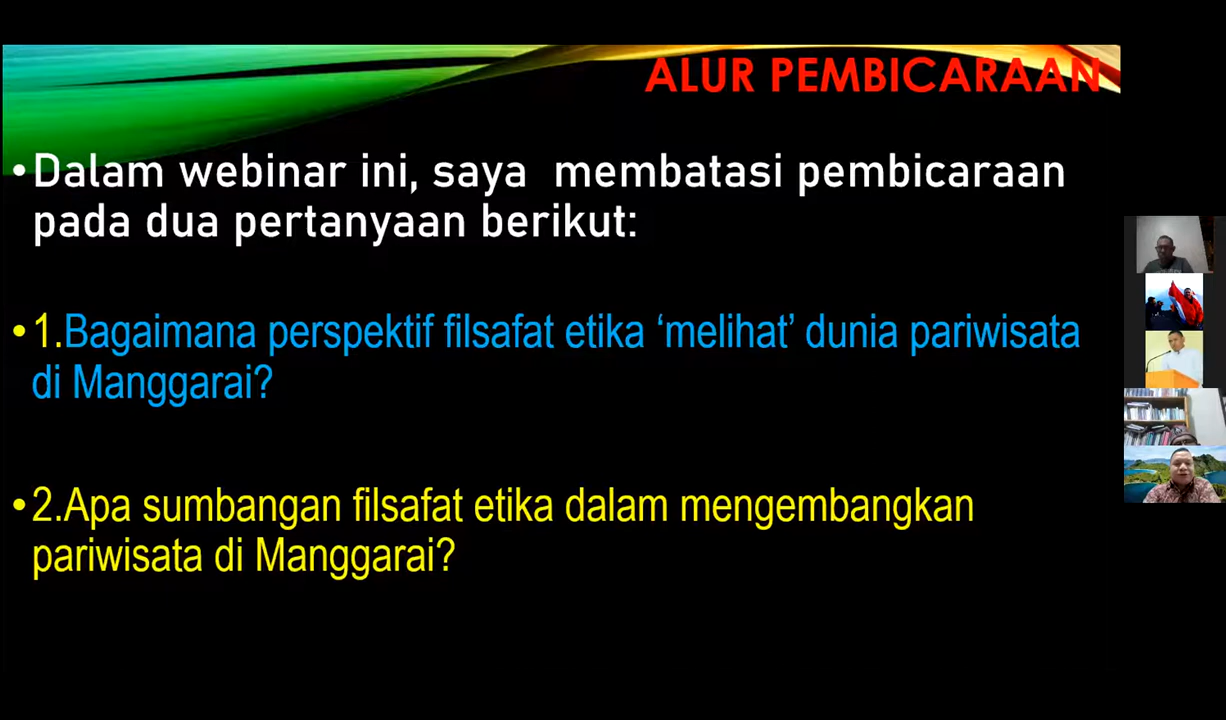 ALUR PEMBICARAAN
•Dalam webinar ini, saya membatasi pembicaraan
pada dua pertanyaan berikut:
•1.Bagaimana perspektif filsafat etika ‘melihat’ dunia pariwisata
di Manggarai?
•2.Apa sumbangan filsafat etika dalam mengembangkan
pariwisata di Manggarai?